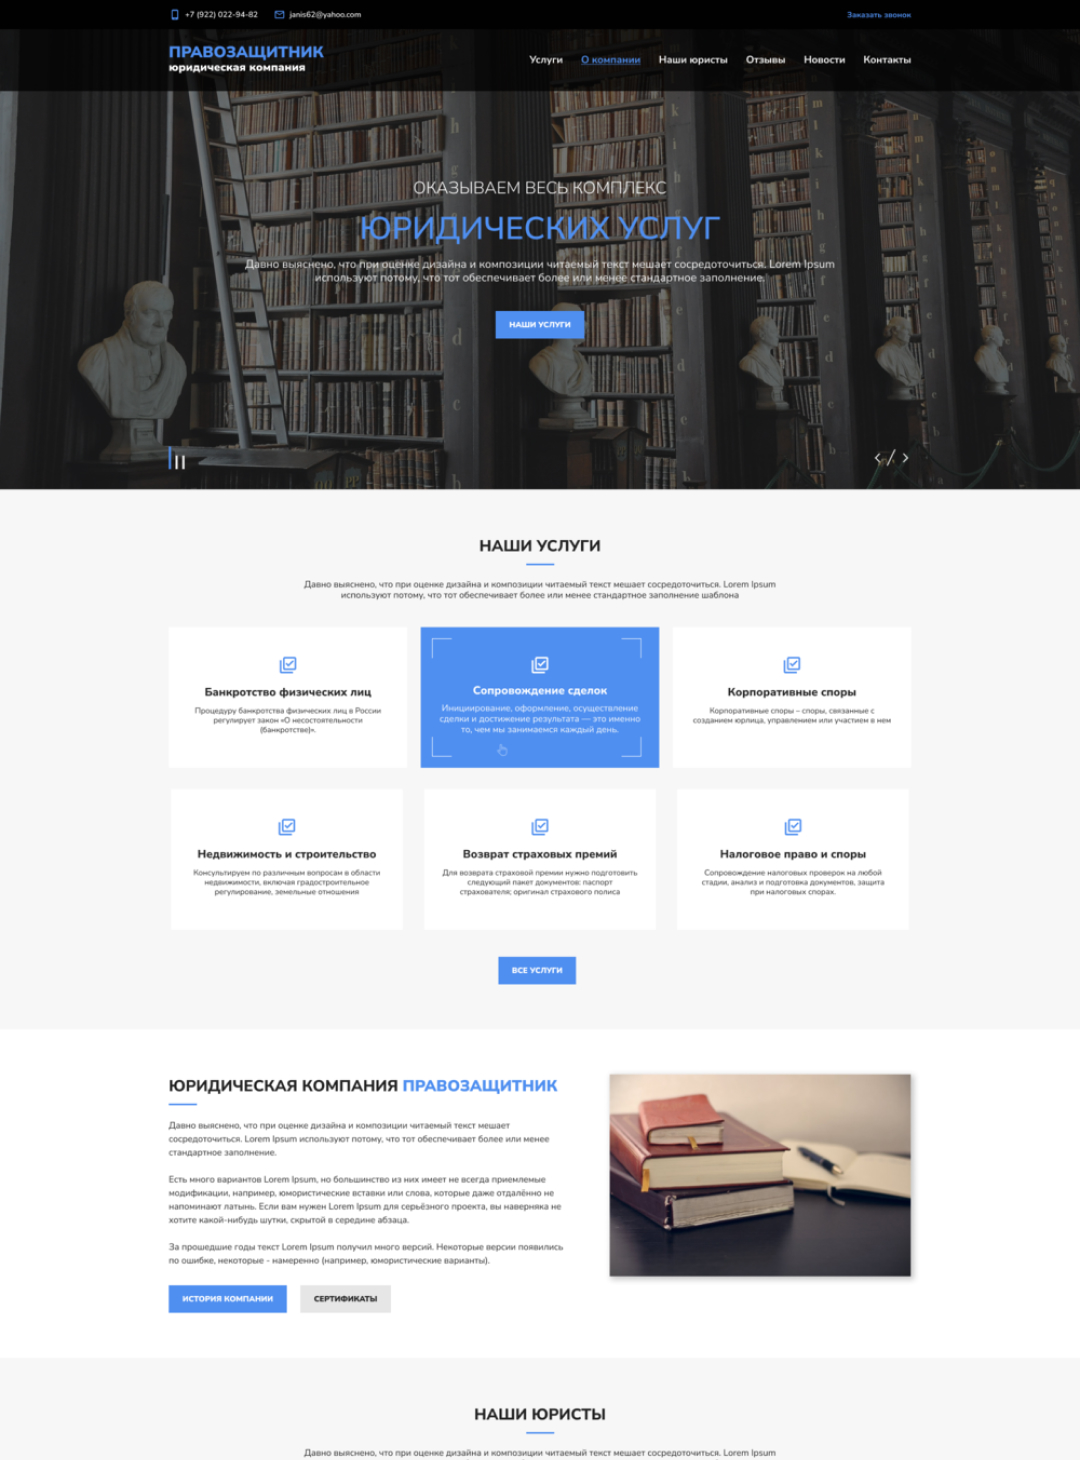 +7 (922) 022-94-82
janis62@yahoo.com
Заказать звонок
ПРАВОЗАЩИТНИК
юридическая компания
Услуги
О компании
Наши юристы
Отзывы
Новости
Контакты
ОКАЗЫВАЕМ ВЕСЬ КОМПЛЕКС
ЮРИДИЧЕСКИХ УСЛУГ
Давно выяснено, что при оценке дизайна и композиции читаемый текст мешает сосредоточиться. Lorem Ipsum
используют потому, что тот обеспечивает более или менее стандартное заполнение.
НАШИ УСЛУГИ
НАШИ УСЛУГИ
Давно выяснено, что при оценке дизайна и композиции читаемый текст мешает сосредоточиться. Lorem Ipsum
используют потому, что тот обеспечивает более или менее стандартное заполнение шаблона
Банкротство физических лиц
Процедуру банкротства физических лиц в России
регулирует закон «О несостоятельности
(банкротстве)».
Сопровождение сделок
Инициирование, оформление, осуществление
сделки и достижение результата — это именно
то, чем мы занимаемся каждый день.
Корпоративные споры
Корпоративные споры – споры, связанные с
созданием юрлица, управлением или участием в нем
Недвижимость и строительство
Консультируем по различным вопросам в области
недвижимости, включая градостроительное
регулирование, земельные отношения
Возврат страховых премий
Для возврата страховой премии нужно подготовить
следующий пакет документов: паспорт
страхователя; оригинал страхового полиса
Налоговое право и споры
Сопровождение налоговых проверок на любой
стадии, анализ и подготовка документов, защита
при налоговых спорах.
ВСЕ УСЛУГИ
ЮРИДИЧЕСКАЯ КОМПАНИЯ ПРАВОЗАЩИТНИК
Давно выяснено, что при оценке дизайна и композиции читаемый текст мешает
сосредоточиться. Lorem Ipsum используют потому, что тот обеспечивает более или менее
стандартное заполнение.
Есть много вариантов Lorem Ipsum, но большинство из них имеет не всегда приемлемые
модификации, например, юмористические вставки или слова, которые даже отдалённо не
напоминают латынь. Если вам нужен Lorem Ipsum для серьёзного проекта, вы наверняка не
хотите какой-нибудь шутки, скрытой в середине абзаца.
За прошедшие годы текст Lorem Ipsum получил много версий. Некоторые версии появились
по ошибке, некоторые - намеренно (например, юмористические варианты).
ИСТОРИЯ КОМПАНИИ
СЕРТИФИКАТЫ
НАШИ ЮРИСТЫ
Давно выяснено, что при оценке дизайна и композиции читаемый текст мешает сосредоточиться. Lorem Ipsum